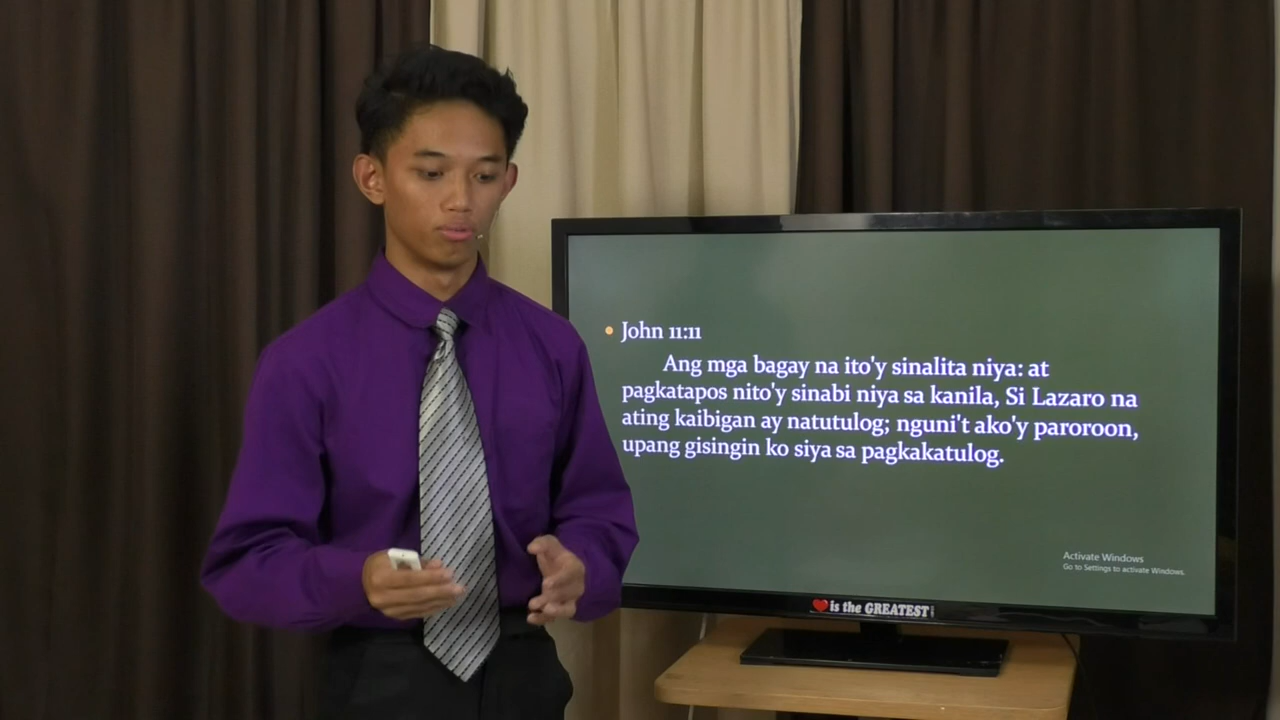 John 11:11
Ang mga bagay na ito'y sinalita niya: at
pagkatapos nito'y sinabi niya sa kanila, Si Lazaro na
ating kaibigan ay natutulog; nguni't ako'y paroroon,
upang gisingin ko siya sa pagkakatulog.
Activate Windows
Go to Settings to activate Windows.
is the GREATEST